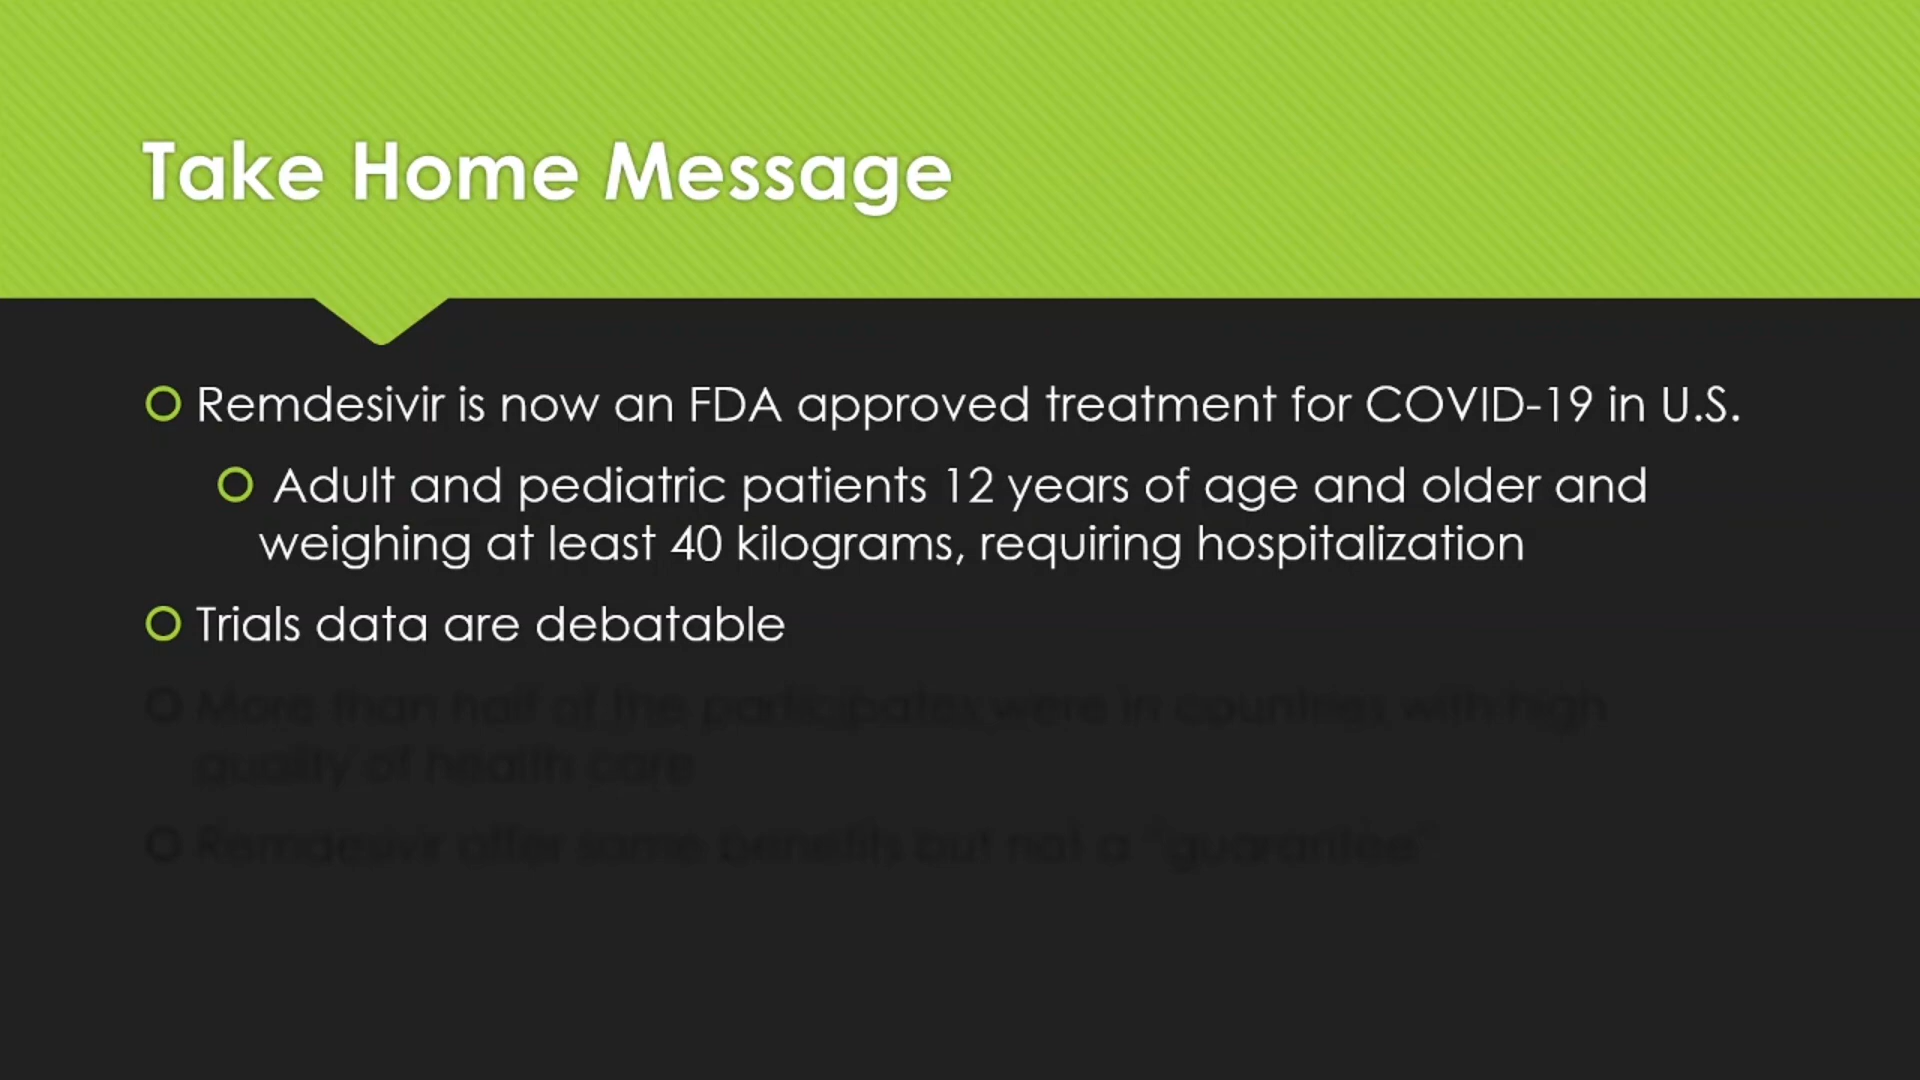 Take Home Message
Remdesivir is now an FDA approved treatment for COVID-19 in U.S.
Adult and pediatric patients 12 years of age and older and
weighing at least 40 kilograms, requiring hospitalization
Trials data are debatable
More than half of the participates were in countries with high
quality of health care
Remdesivir offer some benefits but not a "guarantee"